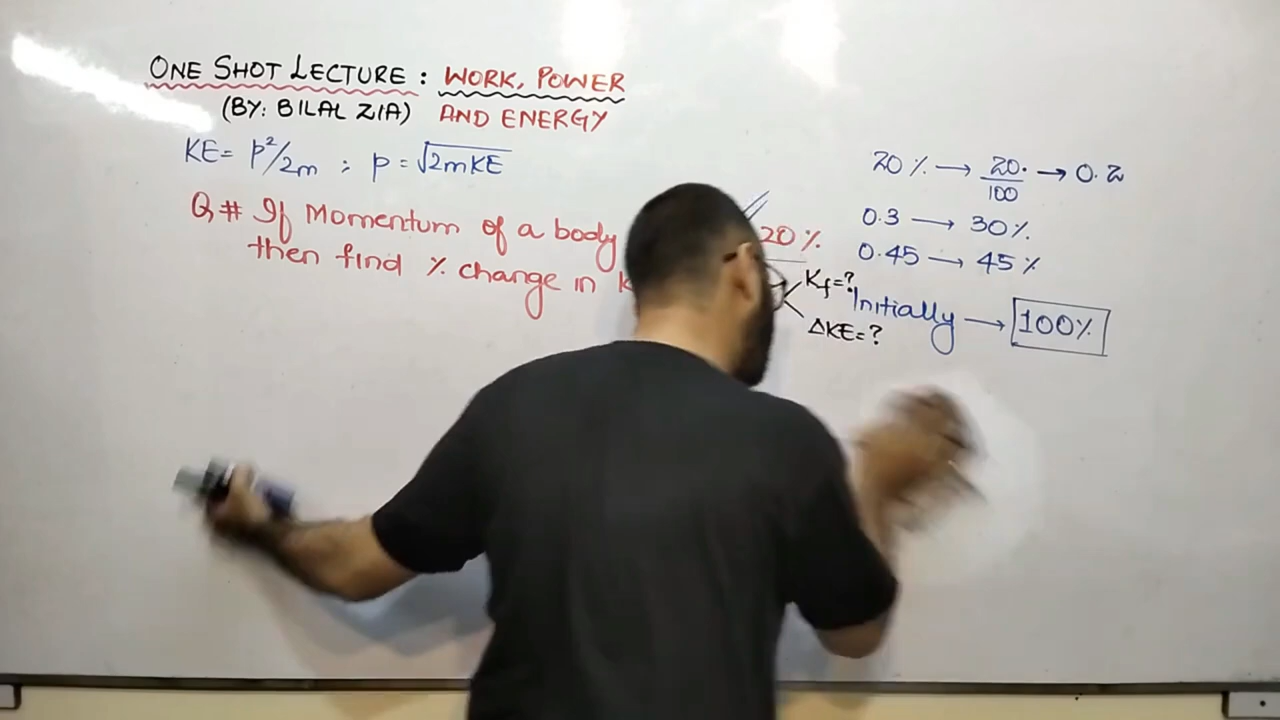 ONE SHOT LECTURE : WORK, POWER
(BY: BILAL ZIA) AND ENERGY
KE = P²/2m ; P = √2mKE
Q# If Momentum of a body 20%
then find % change in K
Kf=?
ΔKE=?
20% → 20/100 → 0.2
0.3 → 30%
0.45 → 45%
Initially → 100%